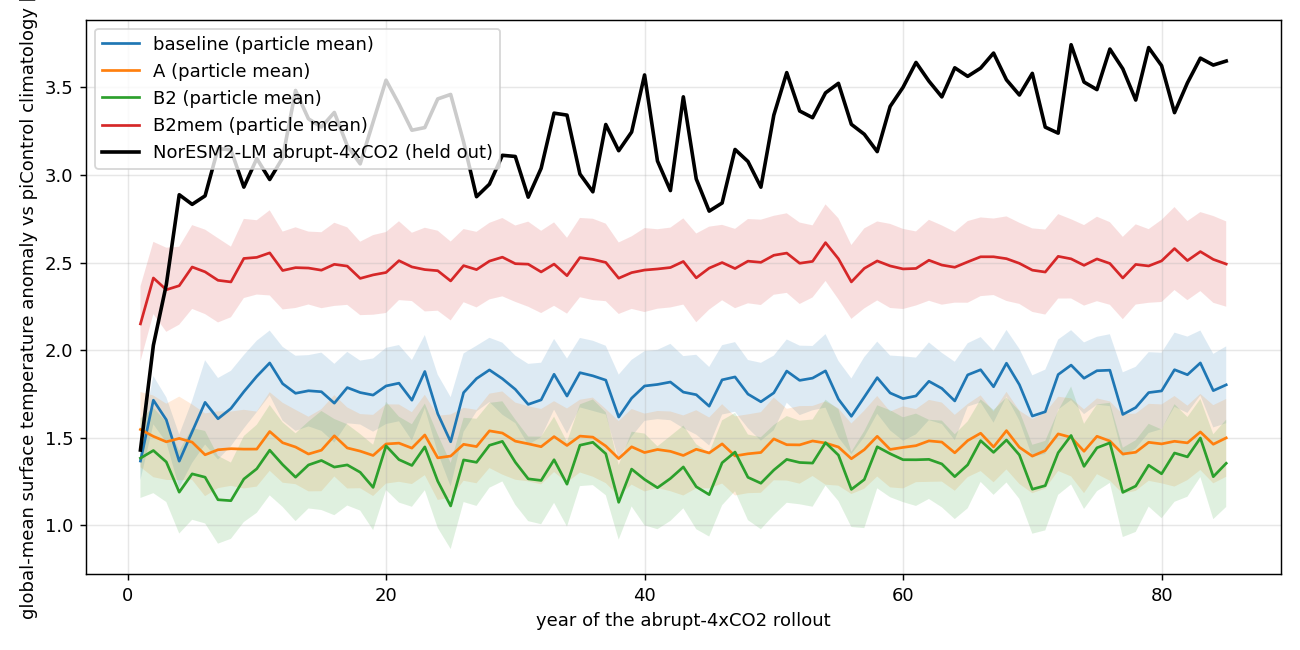 global-mean surface temperature anomaly vs piControl climatology
baseline (particle mean)
A (particle mean)
B2 (particle mean)
B2mem (particle mean)
NorESM2-LM abrupt-4xCO2 (held out)
3.5
3.0
2.5
2.0
1.5
1.0
0
20
40
60
80
year of the abrupt-4xCO2 rollout